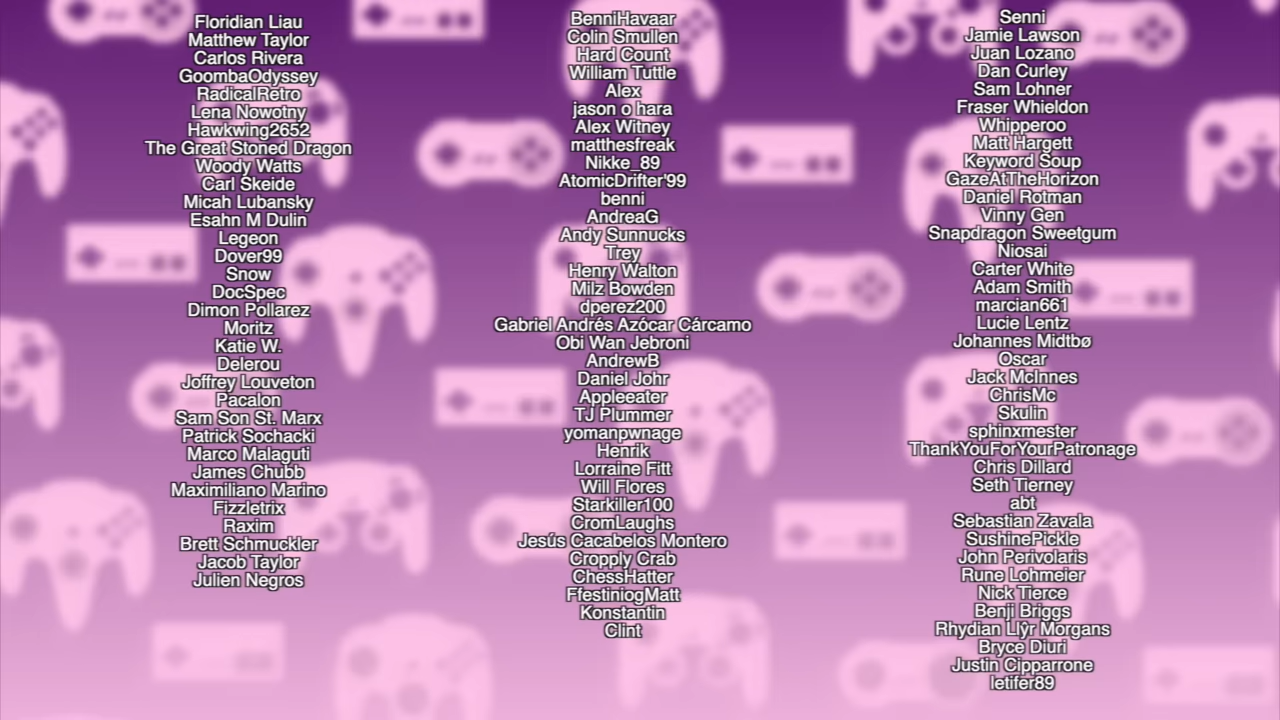 Floridian Liau
Matthew Taylor
Carlos Rivera
GoombaOdyssey
RadicalRetro
Lena Nowotny
Hawkwing2652
The Great Stoned Dragon
Woody Watts
Carl Skeide
Micah Lubansky
Esahn M Dulin
Legeon
Dover99
Snow
DocSpec
Dimon Pollarez
Moritz
Katie W.
Delerou
Joffrey Louveton
Pacalon
Sam Son St. Marx
Patrick Sochacki
Marco Malaguti
James Chubb
Maximiliano Marino
Fizzletrix
Raxim
Brett Schmuckler
Jacob Taylor
Julien Negros
BenniHavaar
Colin Smullen
Hard Count
William Tuttle
Alex
jason o hara
Alex Witney
matthesfreak
Nikke_89
AtomicDrifter'99
benni
AndreaG
Andy Sunnucks
Trey
Henry Walton
Milz Bowden
dperez200
Gabriel Andrés Azócar Cárcamo
Obi Wan Jebroni
AndrewB
Daniel Johr
Appleeater
TJ Plummer
yomanpwnage
Henrik
Lorraine Fitt
Will Flores
Starkiller100
CromLaughs
Jesús Cacabelos Montero
Cropply Crab
ChessHatter
FfestiniogMatt
Konstantin
Clint
Senni
Jamie Lawson
Juan Lozano
Dan Curley
Sam Lohner
Fraser Whieldon
Whipperoo
Matt Hargett
Keyword Soup
GazeAtTheHorizon
Daniel Rotman
Vinny Gen
Snapdragon Sweetgum
Niosai
Carter White
Adam Smith
marcian661
Lucie Lentz
Johannes Midtbø
Oscar
Jack McInnes
ChrisMc
Skulin
sphinxmester
ThankYouForYourPatronage
Chris Dillard
Seth Tierney
abt
Sebastian Zavala
SushinePickle
John Perivolaris
Rune Lohmeier
Nick Tierce
Benji Briggs
Rhydian Llŷr Morgans
Bryce Diuri
Justin Cipparrone
letifer89